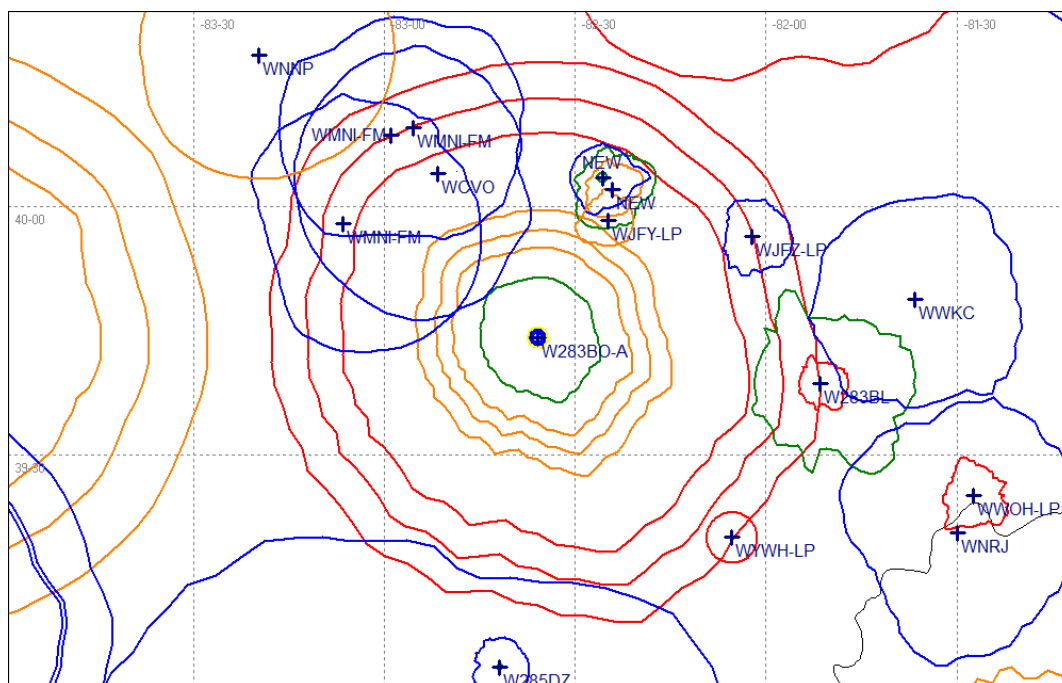 -83-30
-83-00
-82-30
-82-00
-81-30
WNNP
WMNI-FM
WMNI-FM
NEW
WCVO
NEW
40-00
WMNI-FM
WJFY-LP
WJFZ-LP
WWKC
W283BO-A
W283BL
39-30
WWOH-LP
WNRJ
WYWH-LP
W285DZ